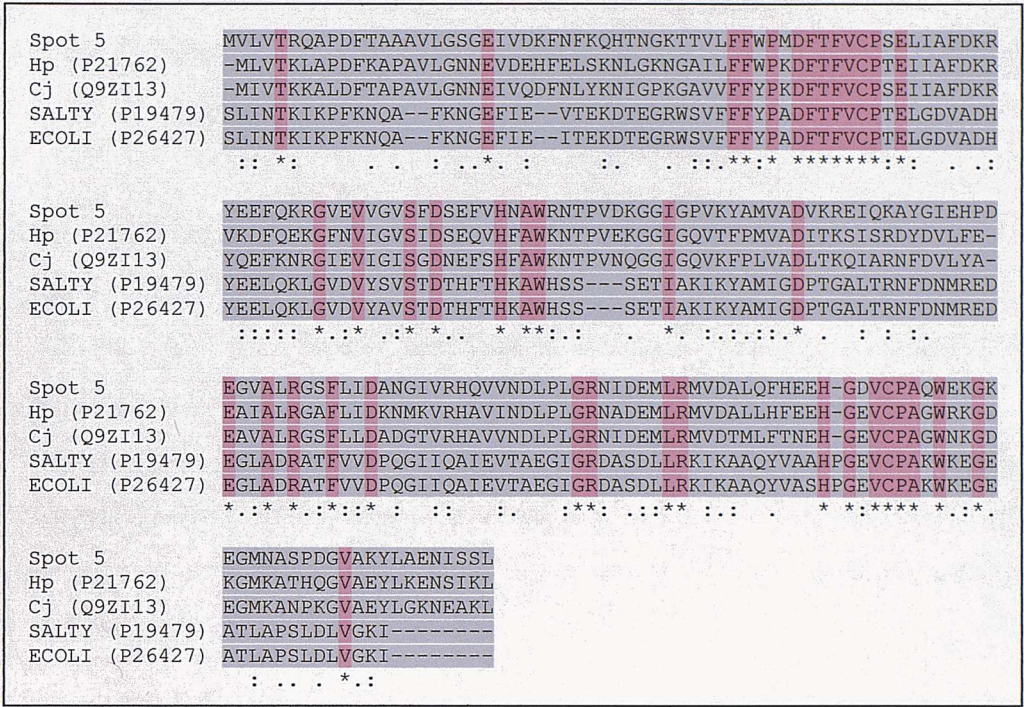 Spot 5 MVLVTRQAPDFTAAAVLGSGEIVDKFNFKQHTNGKTTVLFFWPMDFTFVCPSELIAFDKR
Hp (P21762) -MLVTKLAPDFKAPAVLGNNEVDEHFELSKNLGKNGAILFFWPKDFTFVCPTEIIAFDKR
Cj (Q9ZI13) -MIVTKKALDFTAPAVLGNNEIVQDFNLYKNIGPKGAVVFFYPKDFTFVCPTEIIAFDKR
SALTY (P19479) SLINTKIKPFKNQA--FKNGEFIE--VTEKDTEGRWSVFFFYPADFTFVCPTELGDVADH
ECOLI (P26427) SLINTKIKPFKNQA--FKNGEFIE--ITEKDTEGRWSVFFFYPADFTFVCPTELGDVADH
:: * . . .: *. : :. . ::.:**:* *******:*: . .:
Spot 5 YEEFQKRGVEVVGVSFDSEFVHNAWRNTPVDKGGIGPVKYAMVADVKREIQKAYGIEHPD
Hp (P21762) VKDFQEKGFNVIGVSIDSEQVHFAWKNTPVEKGGIGQVTFPMVADITKSISRDYDVLFE-
Cj (Q9ZI13) YQEFKNRGIEVIGISGDNEFSHFAWKNTPVNQGGIGQVKFPLVADLTKQIARNFDVLYA-
SALTY (P19479) YEELQKLGVDVYSVSTDTHFTHKAWHSS---SETIAKIKYAMIGDPTGALTRNFDNMRED
ECOLI (P26427) YEELQKLGVDVYAVSTDTHFTHKAWHSS---SETIAKIKYAMIGDPTGALTRNFDNMRED
::::: *.:* .:* *.. * **:.: . *. :.:.::.* . : : :.
Spot 5 EGVALRGSFLIDANGIVRHQVVNDLPLGRNIDEMLRMVDALQFHEEH-GDVCPAQWEKGK
Hp (P21762) EAIALRGAFLIDKNMKVRHAVINDLPLGRNADEMLRMVDALLHFEEH-GEVCPAGWRKGD
Cj (Q9ZI13) EAVALRGSFLLDADGTVRHAVVNDLPLGRNIDEMLRMVDTMLFTNEH-GEVCPAGWNKGD
SALTY (P19479) EGLADRATFVVDPQGIIQAIEVTAEGIGRDASDLLRKIKAAQYVAAHPGEVCPAKWKEGE
ECOLI (P26427) EGLADRATFVVDPQGIIQAIEVTAEGIGRDASDLLRKIKAAQYVASHPGEVCPAKWKEGE
*.:* *.:*::* : :: :. :**: .::** :.: . * *:**** *.:*.
Spot 5 EGMNASPDGVAKYLAENISSL
Hp (P21762) KGMKATHQGVAEYLKENSIKL
Cj (Q9ZI13) EGMKANPKGVAEYLGKNEAKL
SALTY (P19479) ATLAPSLDLVGKI--------
ECOLI (P26427) ATLAPSLDLVGKI--------
: .. . *.: